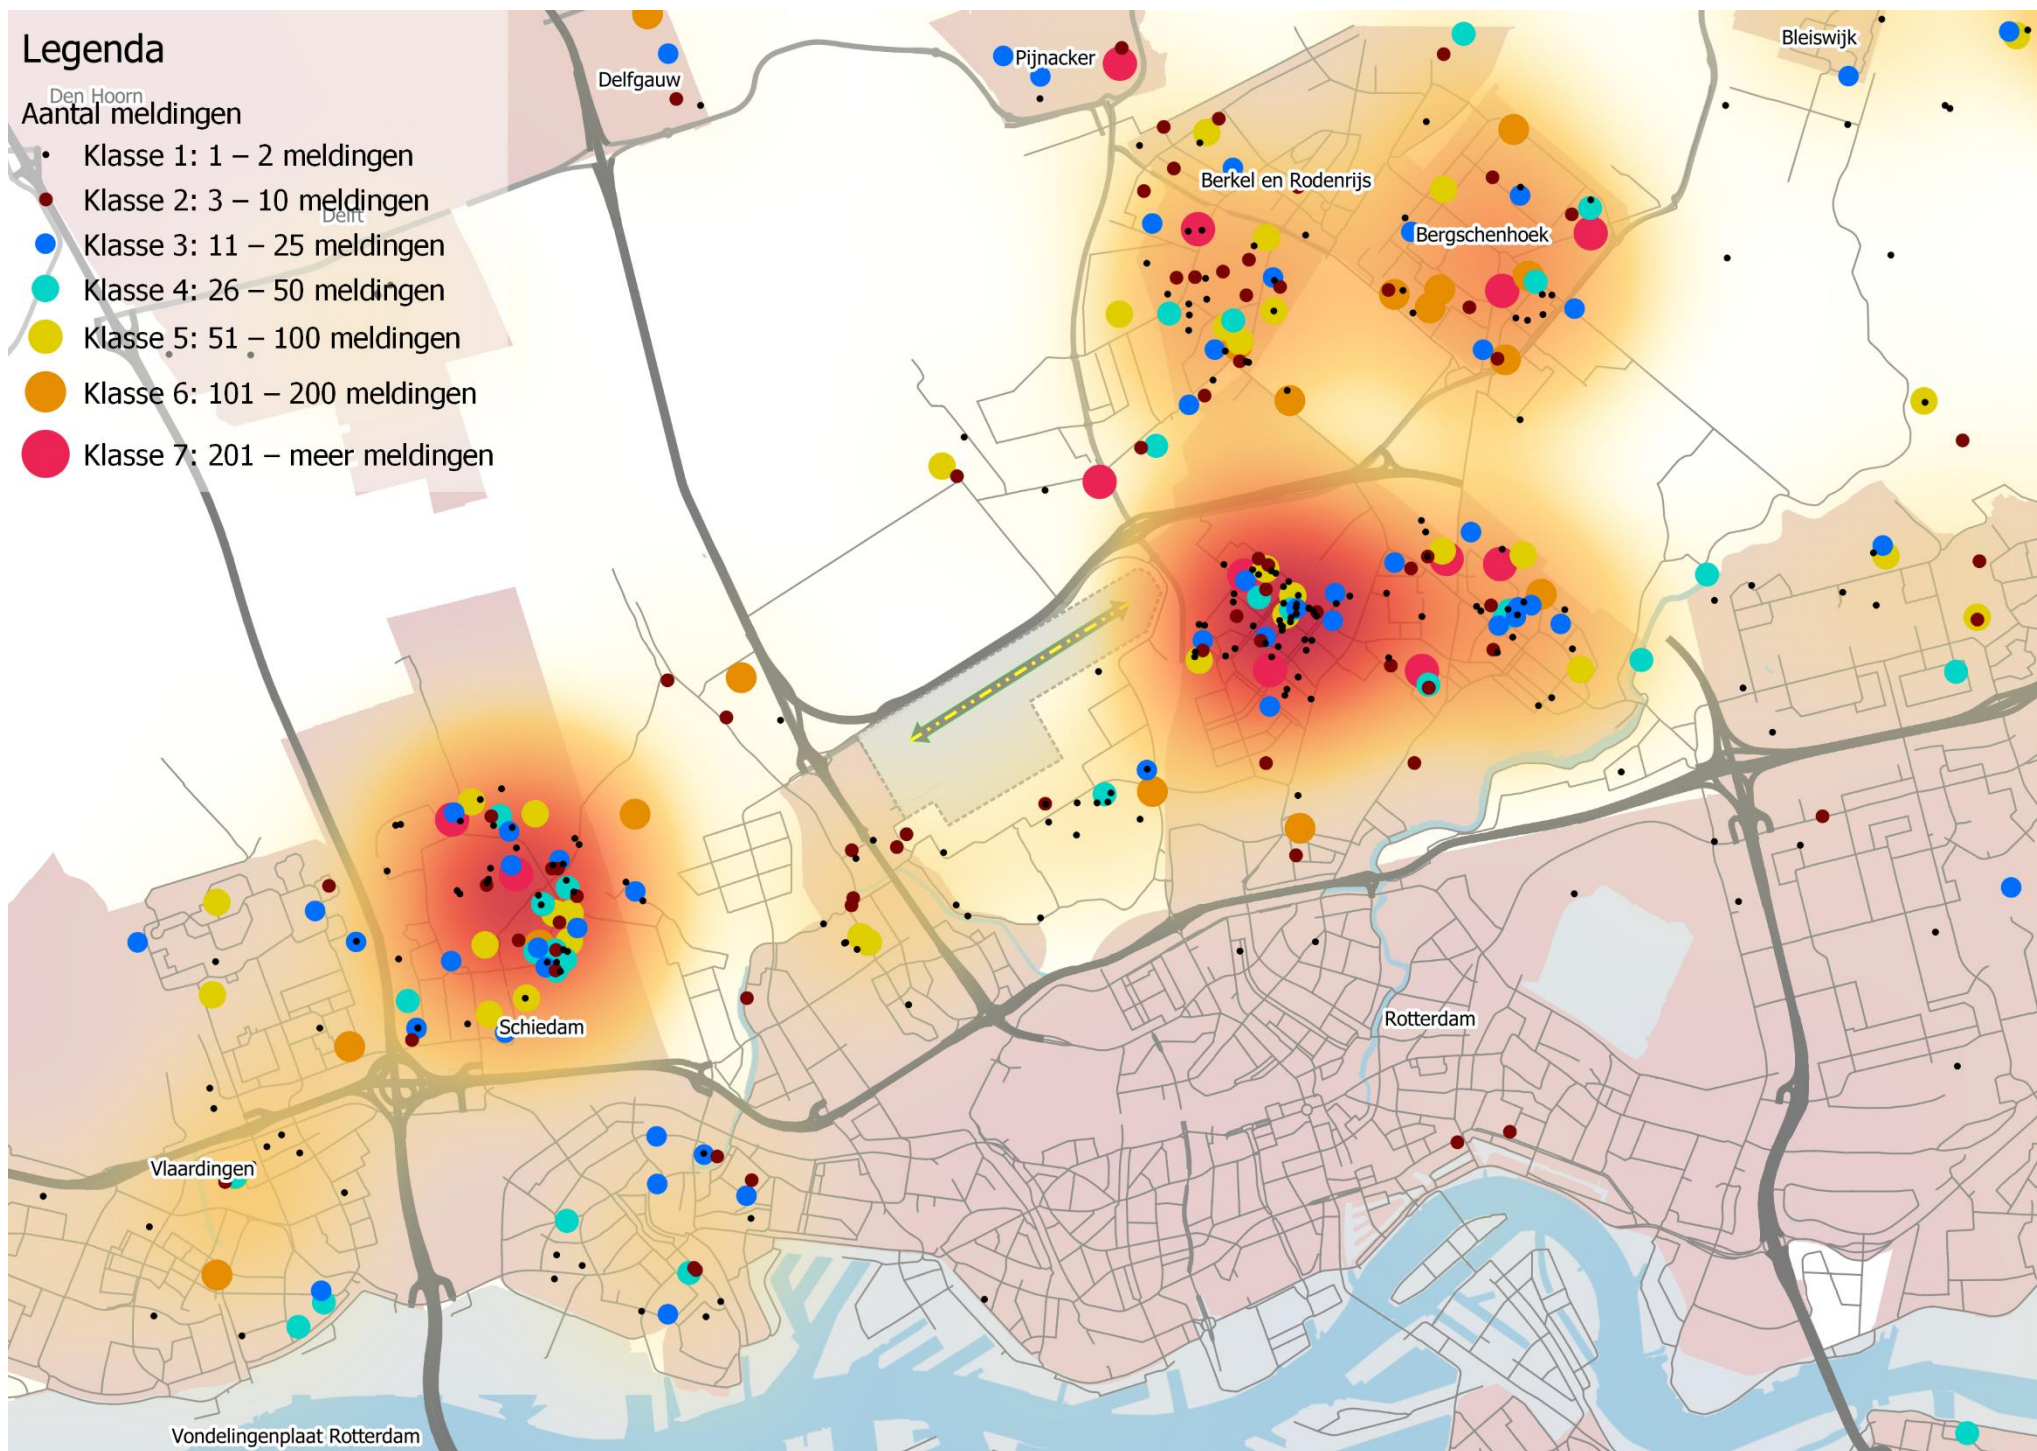 Legenda
Den Hoorn
Aantal meldingen
Klasse 1: 1 – 2 meldingen
Klasse 2: 3 – 10 meldingen
Delft
Klasse 3: 11 – 25 meldingen
Klasse 4: 26 – 50 meldingen
Klasse 5: 51 – 100 meldingen
Klasse 6: 101 – 200 meldingen
Klasse 7: 201 – meer meldingen
Delfgauw
Pijnacker
Bleiswijk
Berkel en Rodenrijs
Bergschenhoek
Schiedam
Rotterdam
Vlaardingen
Vondelingenplaat Rotterdam